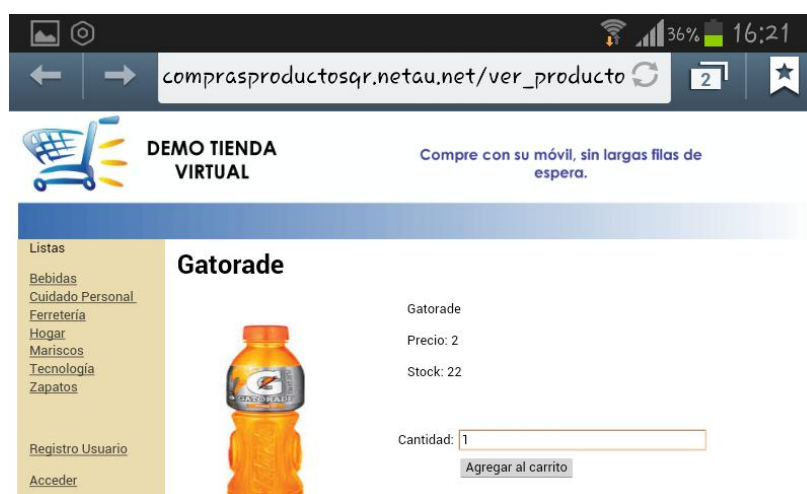 36% 16:21
comprasproductosqr.netau.net/ver_producto
2
DEMO TIENDA
VIRTUAL
Compre con su móvil, sin largas filas de
espera.
Listas
Bebidas
Cuidado Personal
Ferretería
Hogar
Mariscos
Tecnología
Zapatos
Registro Usuario
Acceder
Gatorade
G
GATORADE
Gatorade
Precio: 2
Stock: 22
Cantidad: 1
Agregar al carrito